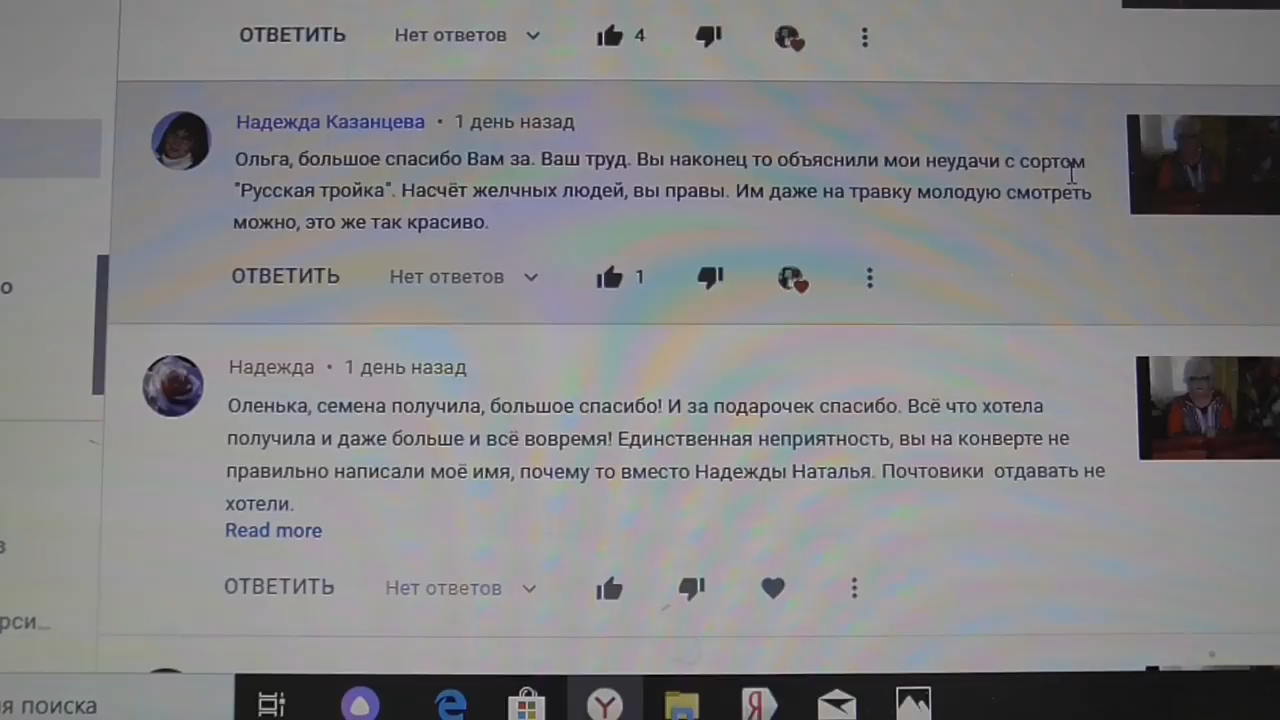 ОТВЕТИТЬ Нет ответов 4
Надежда Казанцева • 1 день назад
Ольга, большое спасибо Вам за. Ваш труд. Вы наконец то объяснили мои неудачи с сортом
"Русская тройка". Насчёт желчных людей, вы правы. Им даже на травку молодую смотреть
можно, это же так красиво.
ОТВЕТИТЬ Нет ответов 1
Надежда • 1 день назад
Оленька, семена получила, большое спасибо! И за подарочек спасибо. Всё что хотела
получила и даже больше и всё вовремя! Единственная неприятность, вы на конверте не
правильно написали моё имя, почему то вместо Надежды Наталья. Почтовики отдавать не
хотели.
Read more
ОТВЕТИТЬ Нет ответов
о
в
рси...
я поиска
Y
Я